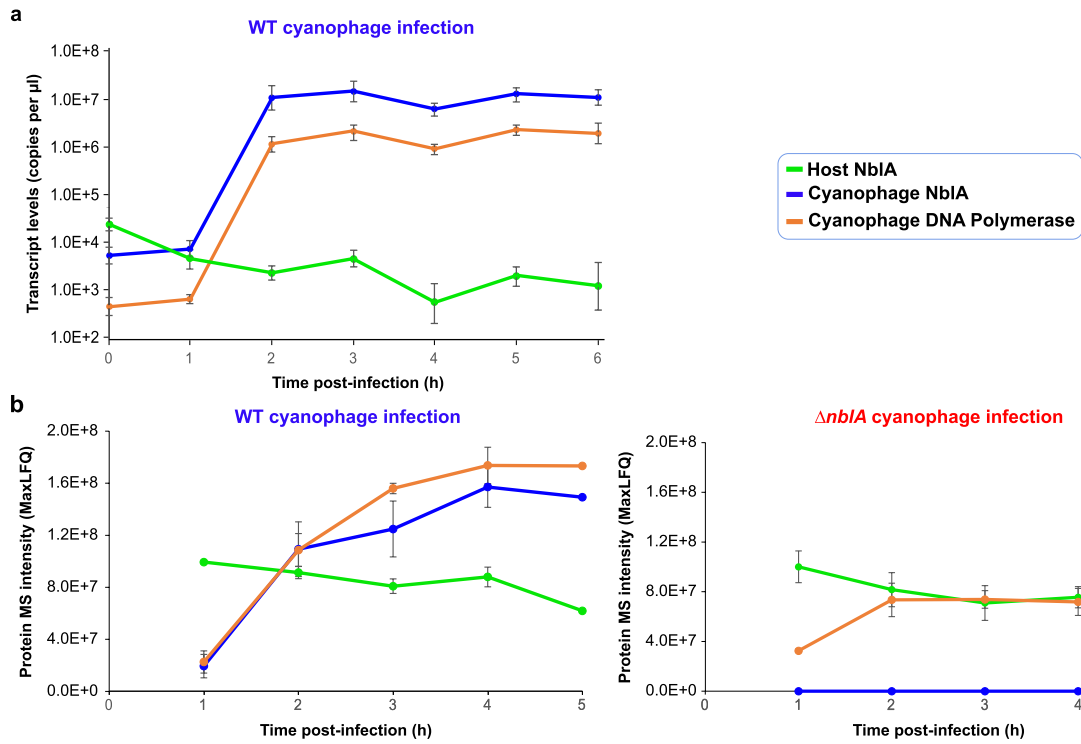 a
WT cyanophage infection
Transcript levels (copies per µl)
1.0E+8
1.0E+7
1.0E+6
1.0E+5
1.0E+4
1.0E+3
1.0E+2
0 1 2 3 4 5 6
Time post-infection (h)
Host NblA
Cyanophage NblA
Cyanophage DNA Polymerase
b
WT cyanophage infection
Protein MS intensity (MaxLFQ)
2.0E+8
1.6E+8
1.2E+8
8.0E+7
4.0E+7
0.0E+0
0 1 2 3 4 5
Time post-infection (h)
ΔnblA cyanophage infection
Protein MS intensity (MaxLFQ)
2.0E+8
1.6E+8
1.2E+8
8.0E+7
4.0E+7
0.0E+0
0 1 2 3 4
Time post-infection (h)